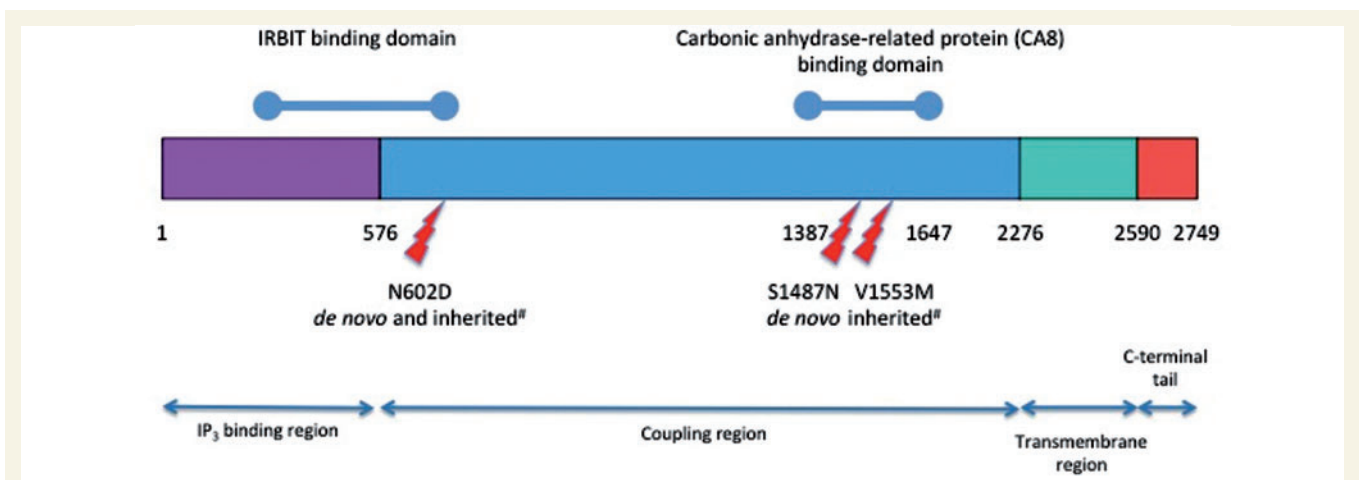 IRBIT binding domain
Carbonic anhydrase-related protein (CA8)
binding domain
1
576
1387
1647
2276
2590
2749
N602D
de novo and inherited#
S1487N V1553M
de novo inherited#
C-terminal
tail
IP₃ binding region
Coupling region
Transmembrane
region